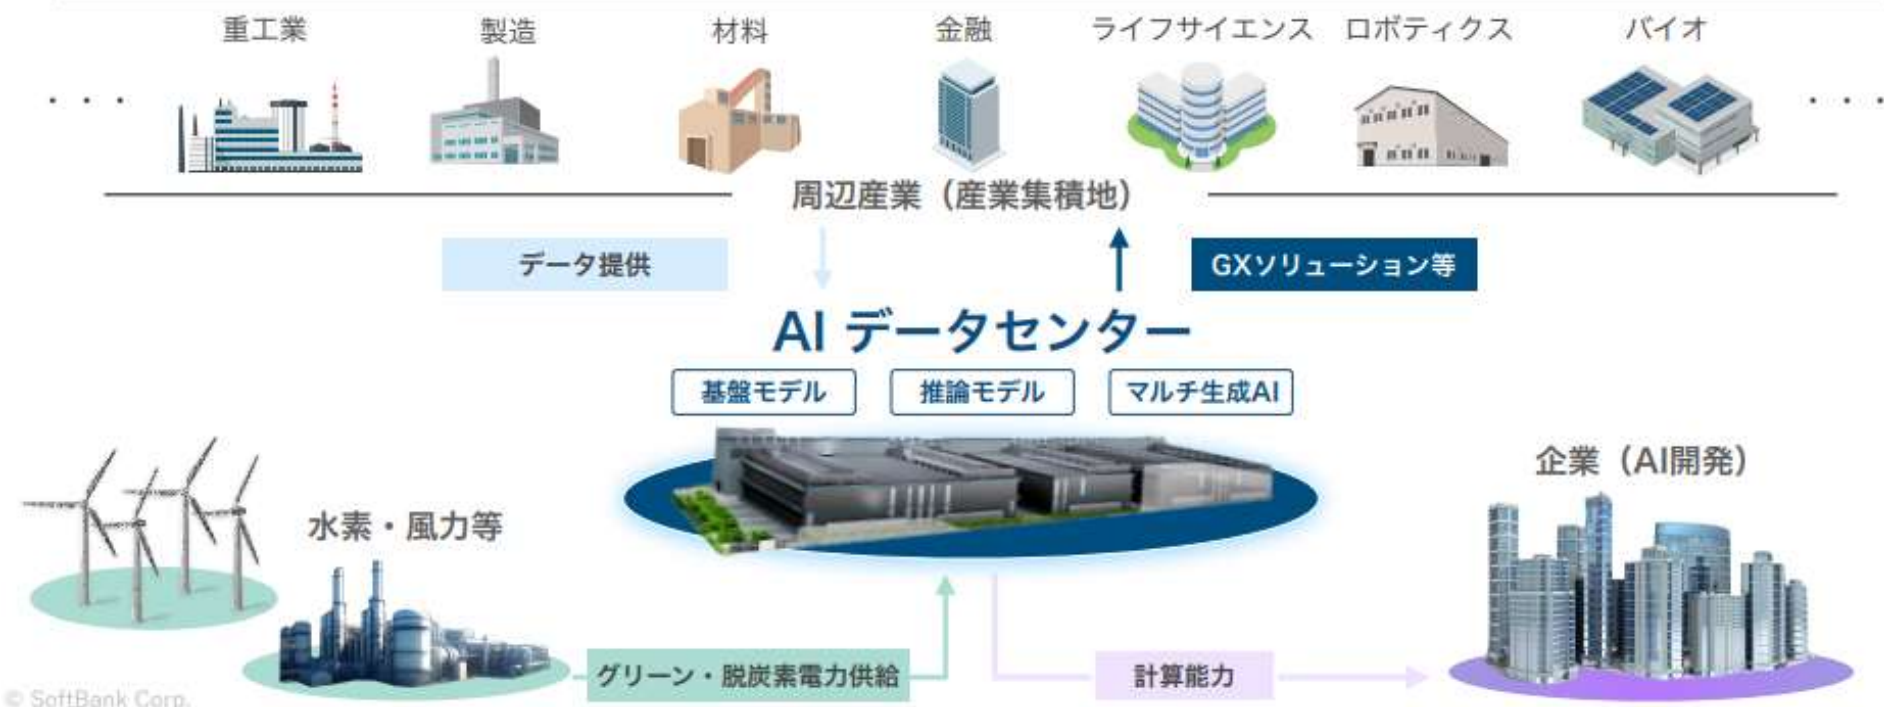 重工業
製造
材料
金融
ライフサイエンス
ロボティクス
バイオ
・・・
・・・
周辺産業（産業集積地）
データ提供
GXソリューション等
AI データセンター
基盤モデル
推論モデル
マルチ生成AI
水素・風力等
企業（AI開発）
グリーン・脱炭素電力供給
計算能力
© SoftBank Corp.